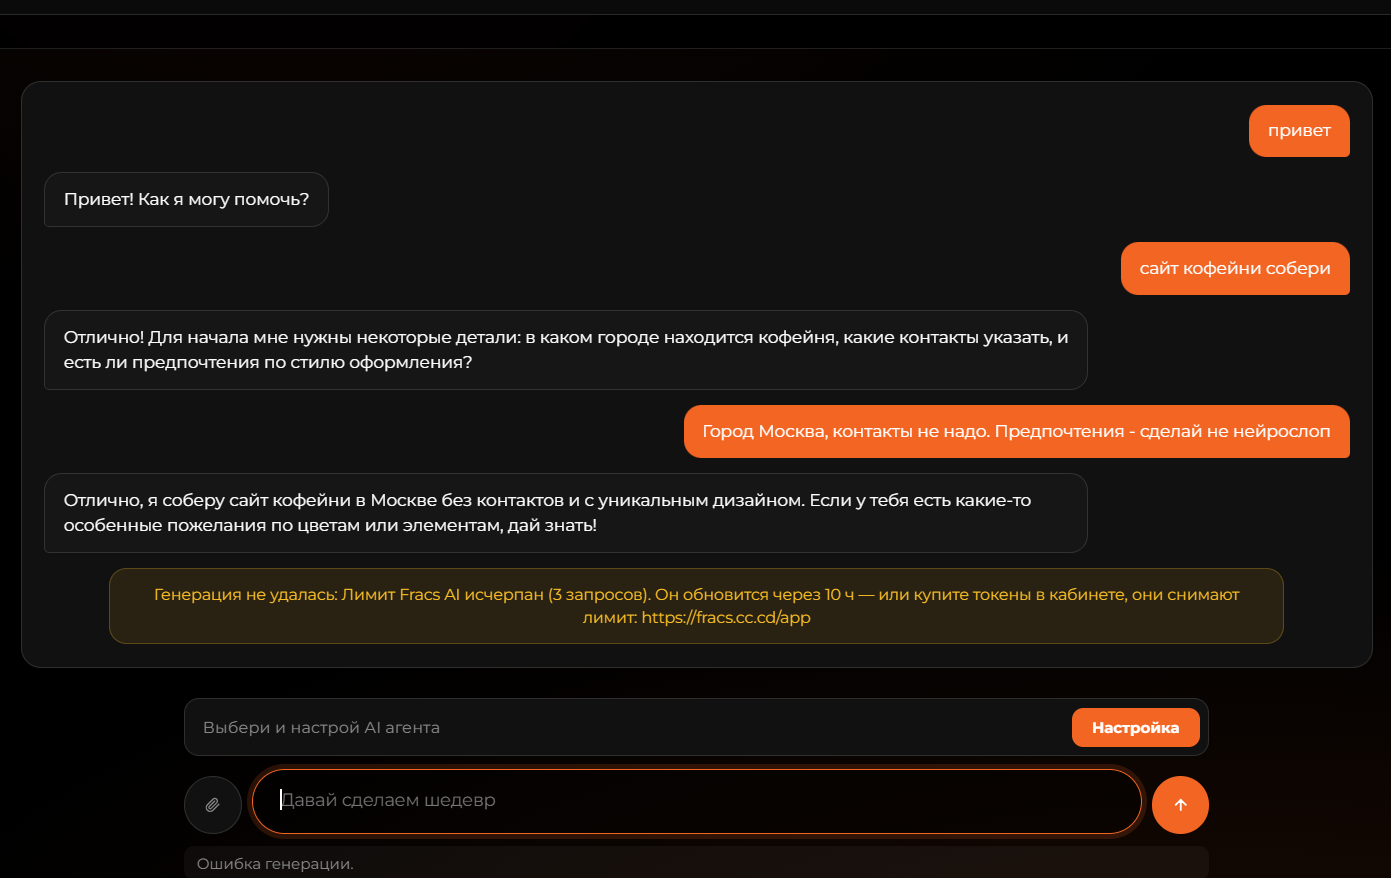 привет
Привет! Как я могу помочь?
сайт кофейни собери
Отлично! Для начала мне нужны некоторые детали: в каком городе находится кофейня, какие контакты указать, и
есть ли предпочтения по стилю оформления?
Город Москва, контакты не надо. Предпочтения - сделай не нейрослоп
Отлично, я соберу сайт кофейни в Москве без контактов и с уникальным дизайном. Если у тебя есть какие-то
особенные пожелания по цветам или элементам, дай знать!
Генерация не удалась: Лимит Fracs AI исчерпан (3 запросов). Он обновится через 10 ч — или купите токены в кабинете, они снимают
лимит: https://fracs.cc.cd/app
Выбери и настрой AI агента
Настройка
Давай сделаем шедевр
Ошибка генерации.